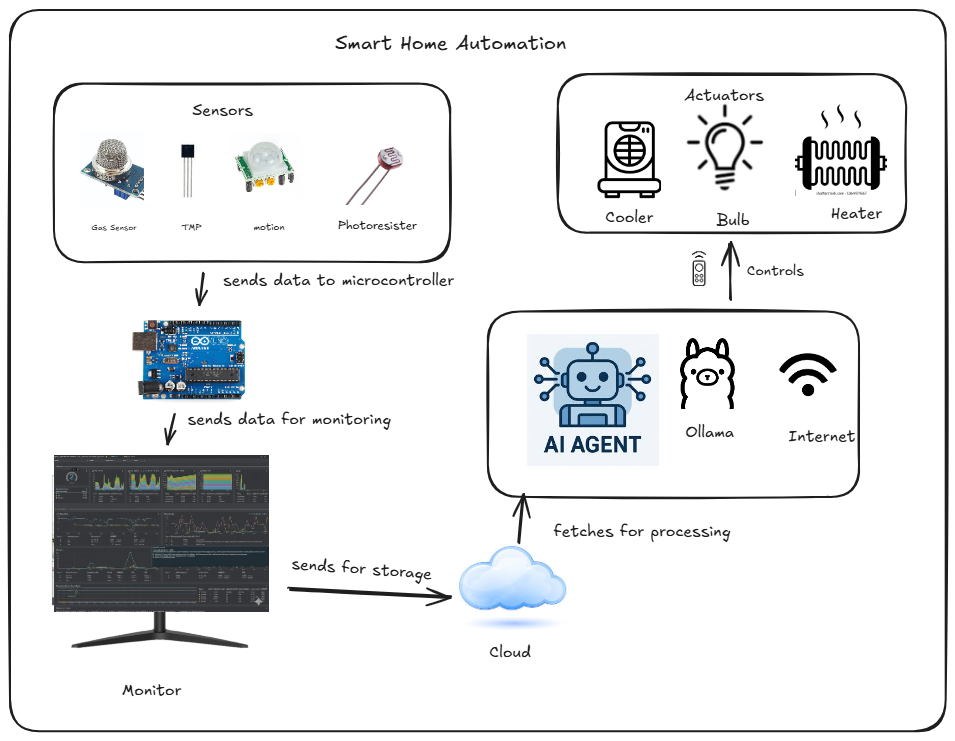 Smart Home Automation
Sensors
Gas Sensor
TMP
motion
Photoresister
Actuators
Cooler
Bulb
Heater
sends data to microcontroller
Controls
sends data for monitoring
AI AGENT
Ollama
Internet
fetches for processing
sends for storage
Cloud
Monitor